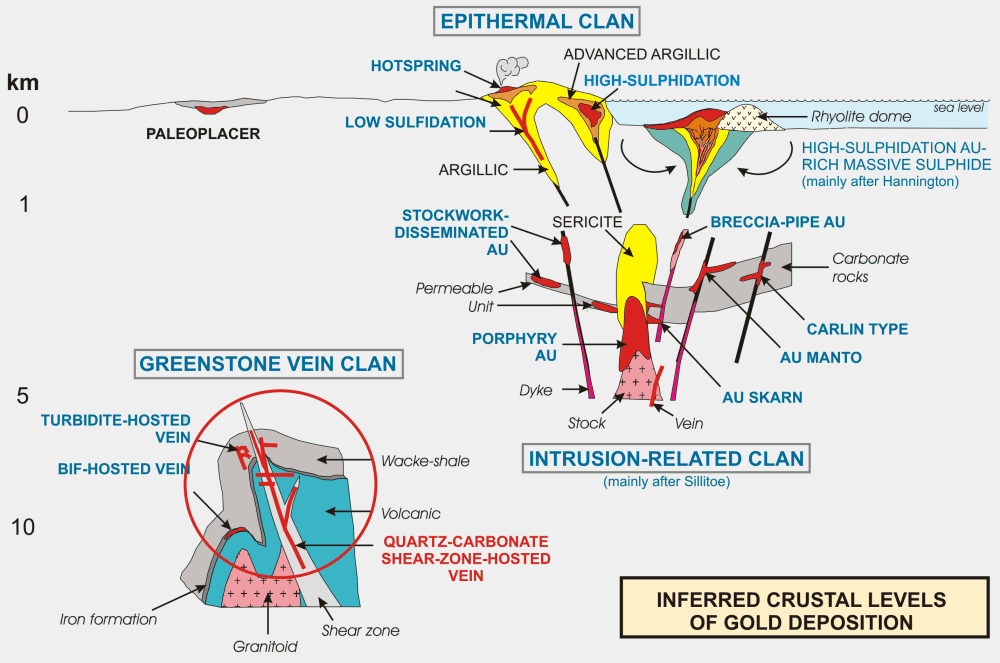 EPITHERMAL CLAN
km
0
1
5
10
HOTSPRING
ADVANCED ARGILLIC
HIGH-SULPHIDATION
sea level
Rhyolite dome
PALEOPLACER
LOW SULFIDATION
ARGILLIC
HIGH-SULPHIDATION AU-
RICH MASSIVE SULPHIDE
(mainly after Hannington)
STOCKWORK-
DISSEMINATED
AU
SERICITE
BRECCIA-PIPE AU
Carbonate
rocks
Permeable
Unit
CARLIN TYPE
PORPHYRY
AU
AU MANTO
Dyke
AU SKARN
Stock
Vein
INTRUSION-RELATED CLAN
(mainly after Sillitoe)
GREENSTONE VEIN CLAN
TURBIDITE-HOSTED
VEIN
BIF-HOSTED VEIN
Wacke-shale
Volcanic
QUARTZ-CARBONATE
SHEAR-ZONE-HOSTED
VEIN
Iron formation
Granitoid
Shear zone
INFERRED CRUSTAL LEVELS
OF GOLD DEPOSITION